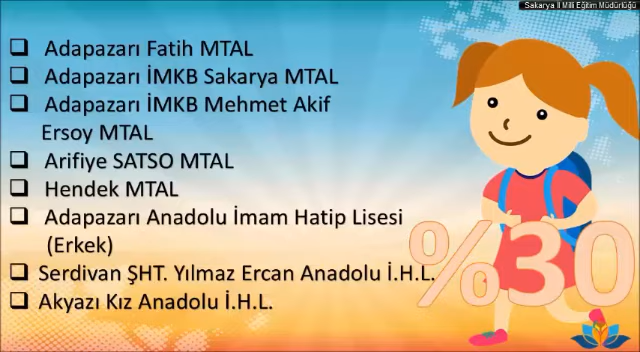 Sakarya İl Milli Eğitim Müdürlüğü
Adapazarı Fatih MTAL
Adapazarı İMKB Sakarya MTAL
Adapazarı İMKB Mehmet Akif
Ersoy MTAL
Arifiye SATSO MTAL
Hendek MTAL
Adapazarı Anadolu İmam Hatip Lisesi
(Erkek)
Serdivan ŞHT. Yılmaz Ercan Anadolu İ.H.L.
Akyazı Kız Anadolu İ.H.L.
%30